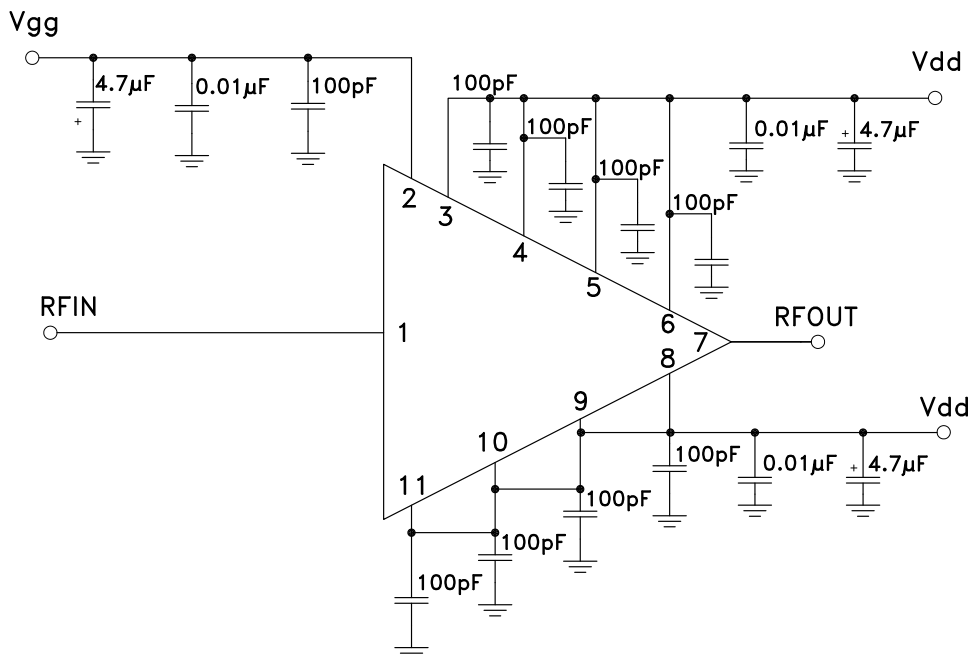 Vgg
4.7µF 0.01µF 100pF
+
100pF
Vdd
100pF
0.01µF + 4.7µF
100pF
100pF
2
3
4
5
6
RFIN
1
7
RFOUT
8
9
10
11
Vdd
100pF 0.01µF + 4.7µF
100pF
100pF
100pF